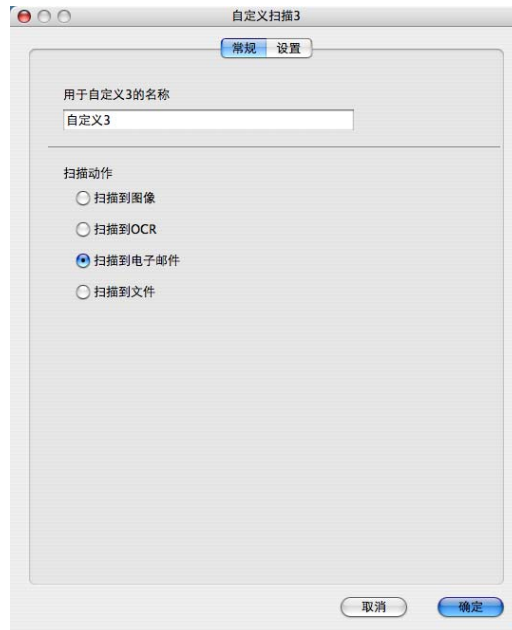 自定义扫描3
常规 设置
用于自定义3的名称
自定义3
扫描动作
扫描到图像
扫描到OCR
扫描到电子邮件
扫描到文件
取消 确定